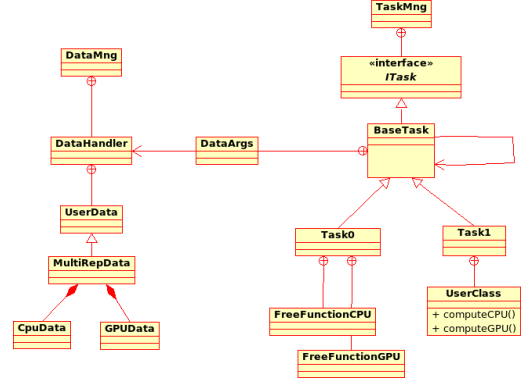 TaskMng
«interface»
ITask
DataMng
BaseTask
DataHandler
DataArgs
UserData
Task0
Task1
MultiRepData
UserClass
+ computeCPU()
+ computeGPU()
FreeFunctionCPU
CpuData
GPUData
FreeFunctionGPU